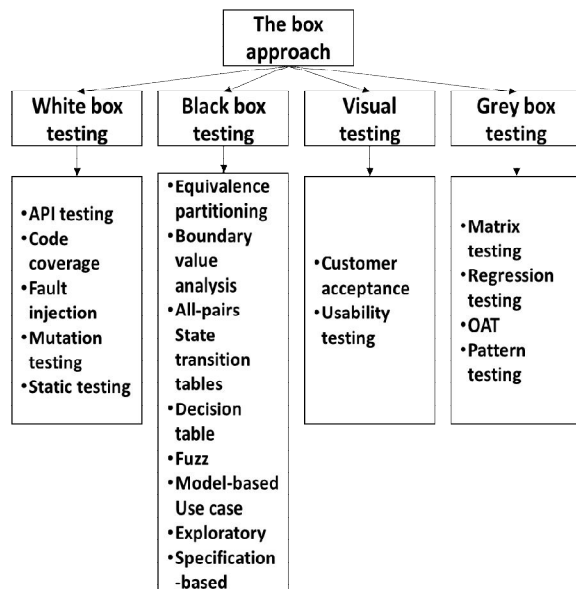 The box
approach
White box
testing
Black box
testing
Visual
testing
Grey box
testing
•API testing
•Code
coverage
•Fault
injection
•Mutation
testing
•Static testing
•Equivalence
partitioning
•Boundary
value
analysis
•All-pairs
State
transition
tables
•Decision
table
•Fuzz
•Model-based
Use case
•Exploratory
•Specification
-based
•Customer
acceptance
•Usability
testing
•Matrix
testing
•Regression
testing
•OAT
•Pattern
testing